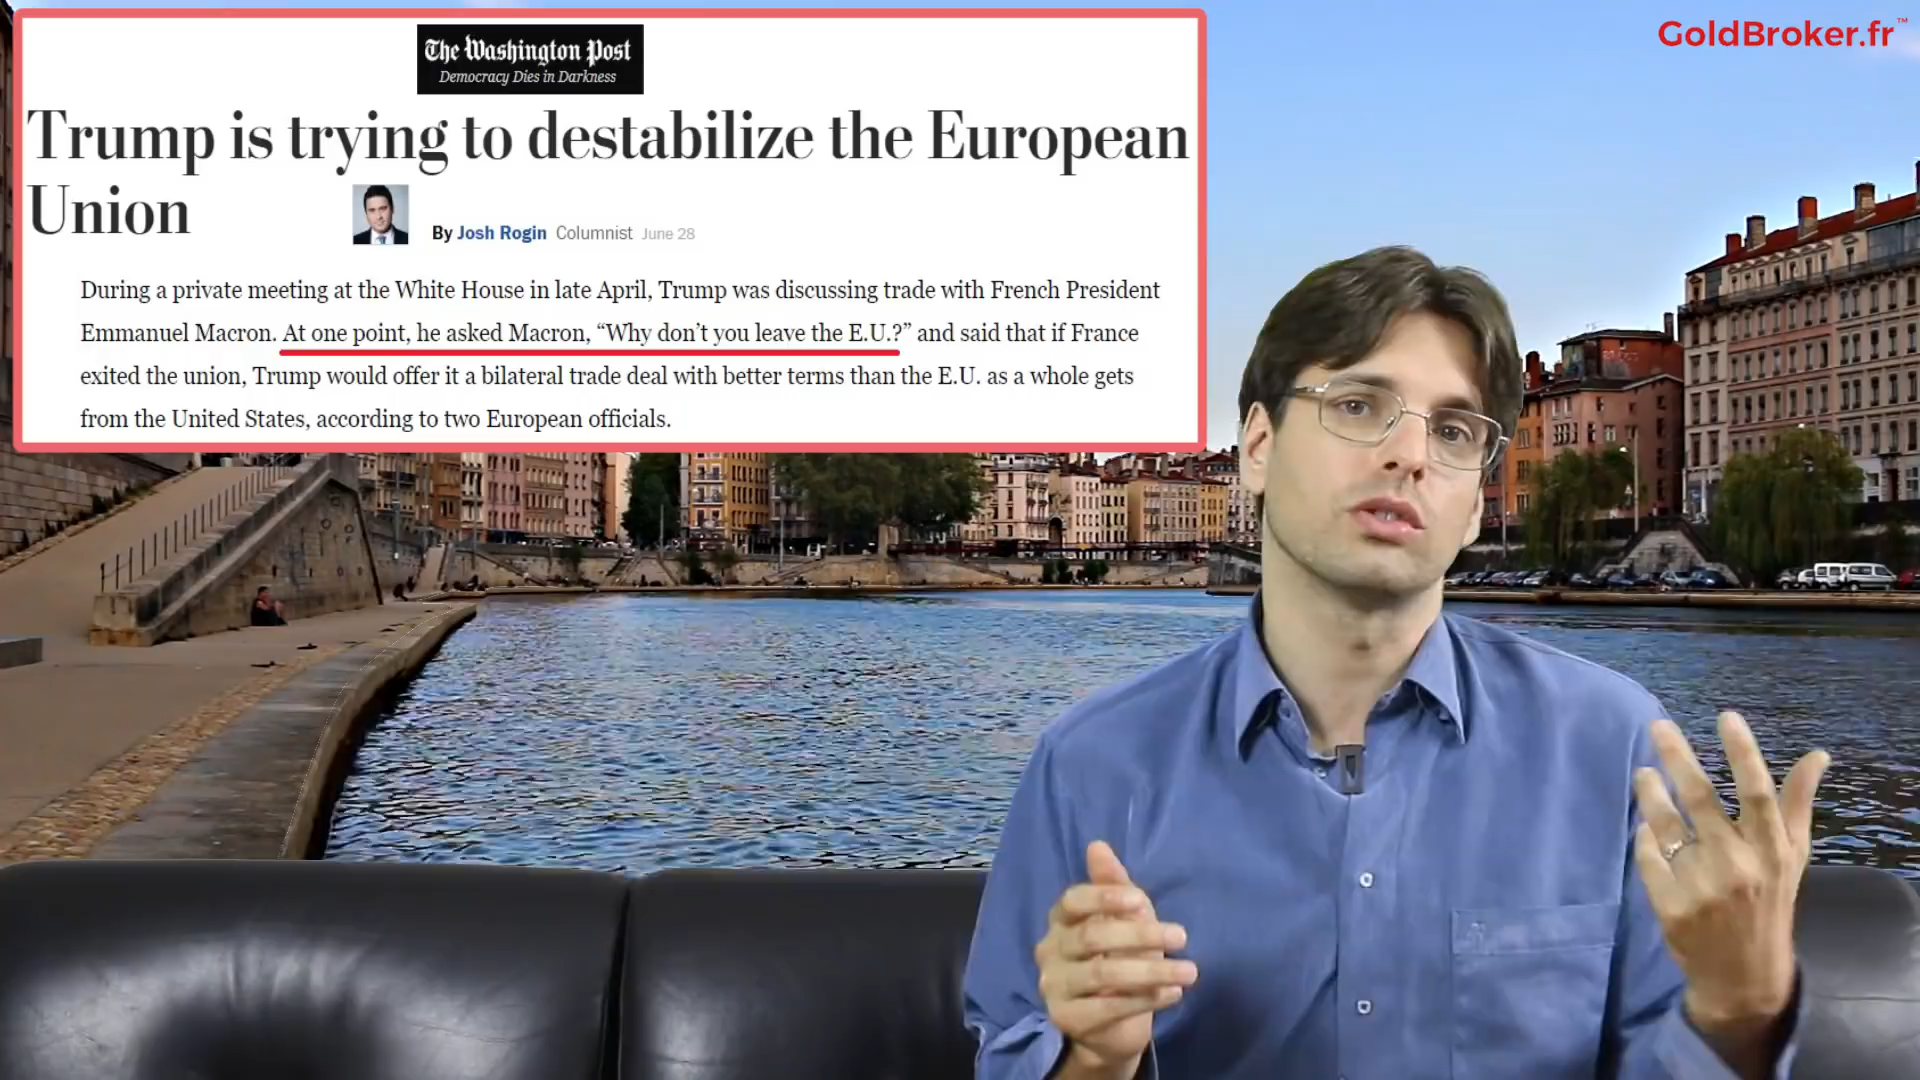 The Washington Post
Democracy Dies in Darkness
GoldBroker.fr™
Trump is trying to destabilize the European
Union
By Josh Rogin Columnist June 28
During a private meeting at the White House in late April, Trump was discussing trade with French President
Emmanuel Macron. At one point, he asked Macron, “Why don’t you leave the E.U.?” and said that if France
exited the union, Trump would offer it a bilateral trade deal with better terms than the E.U. as a whole gets
from the United States, according to two European officials.